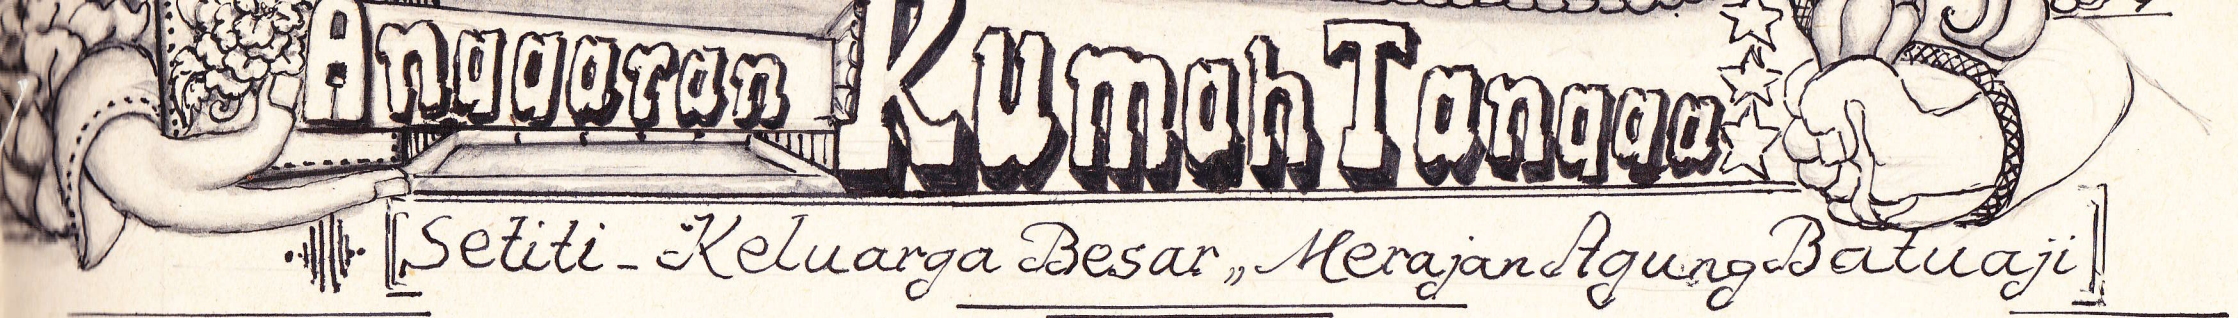 Anggaran Rumah Tangga
[Setiti - Keluarga Besar „Merajan Agung Batuaji]